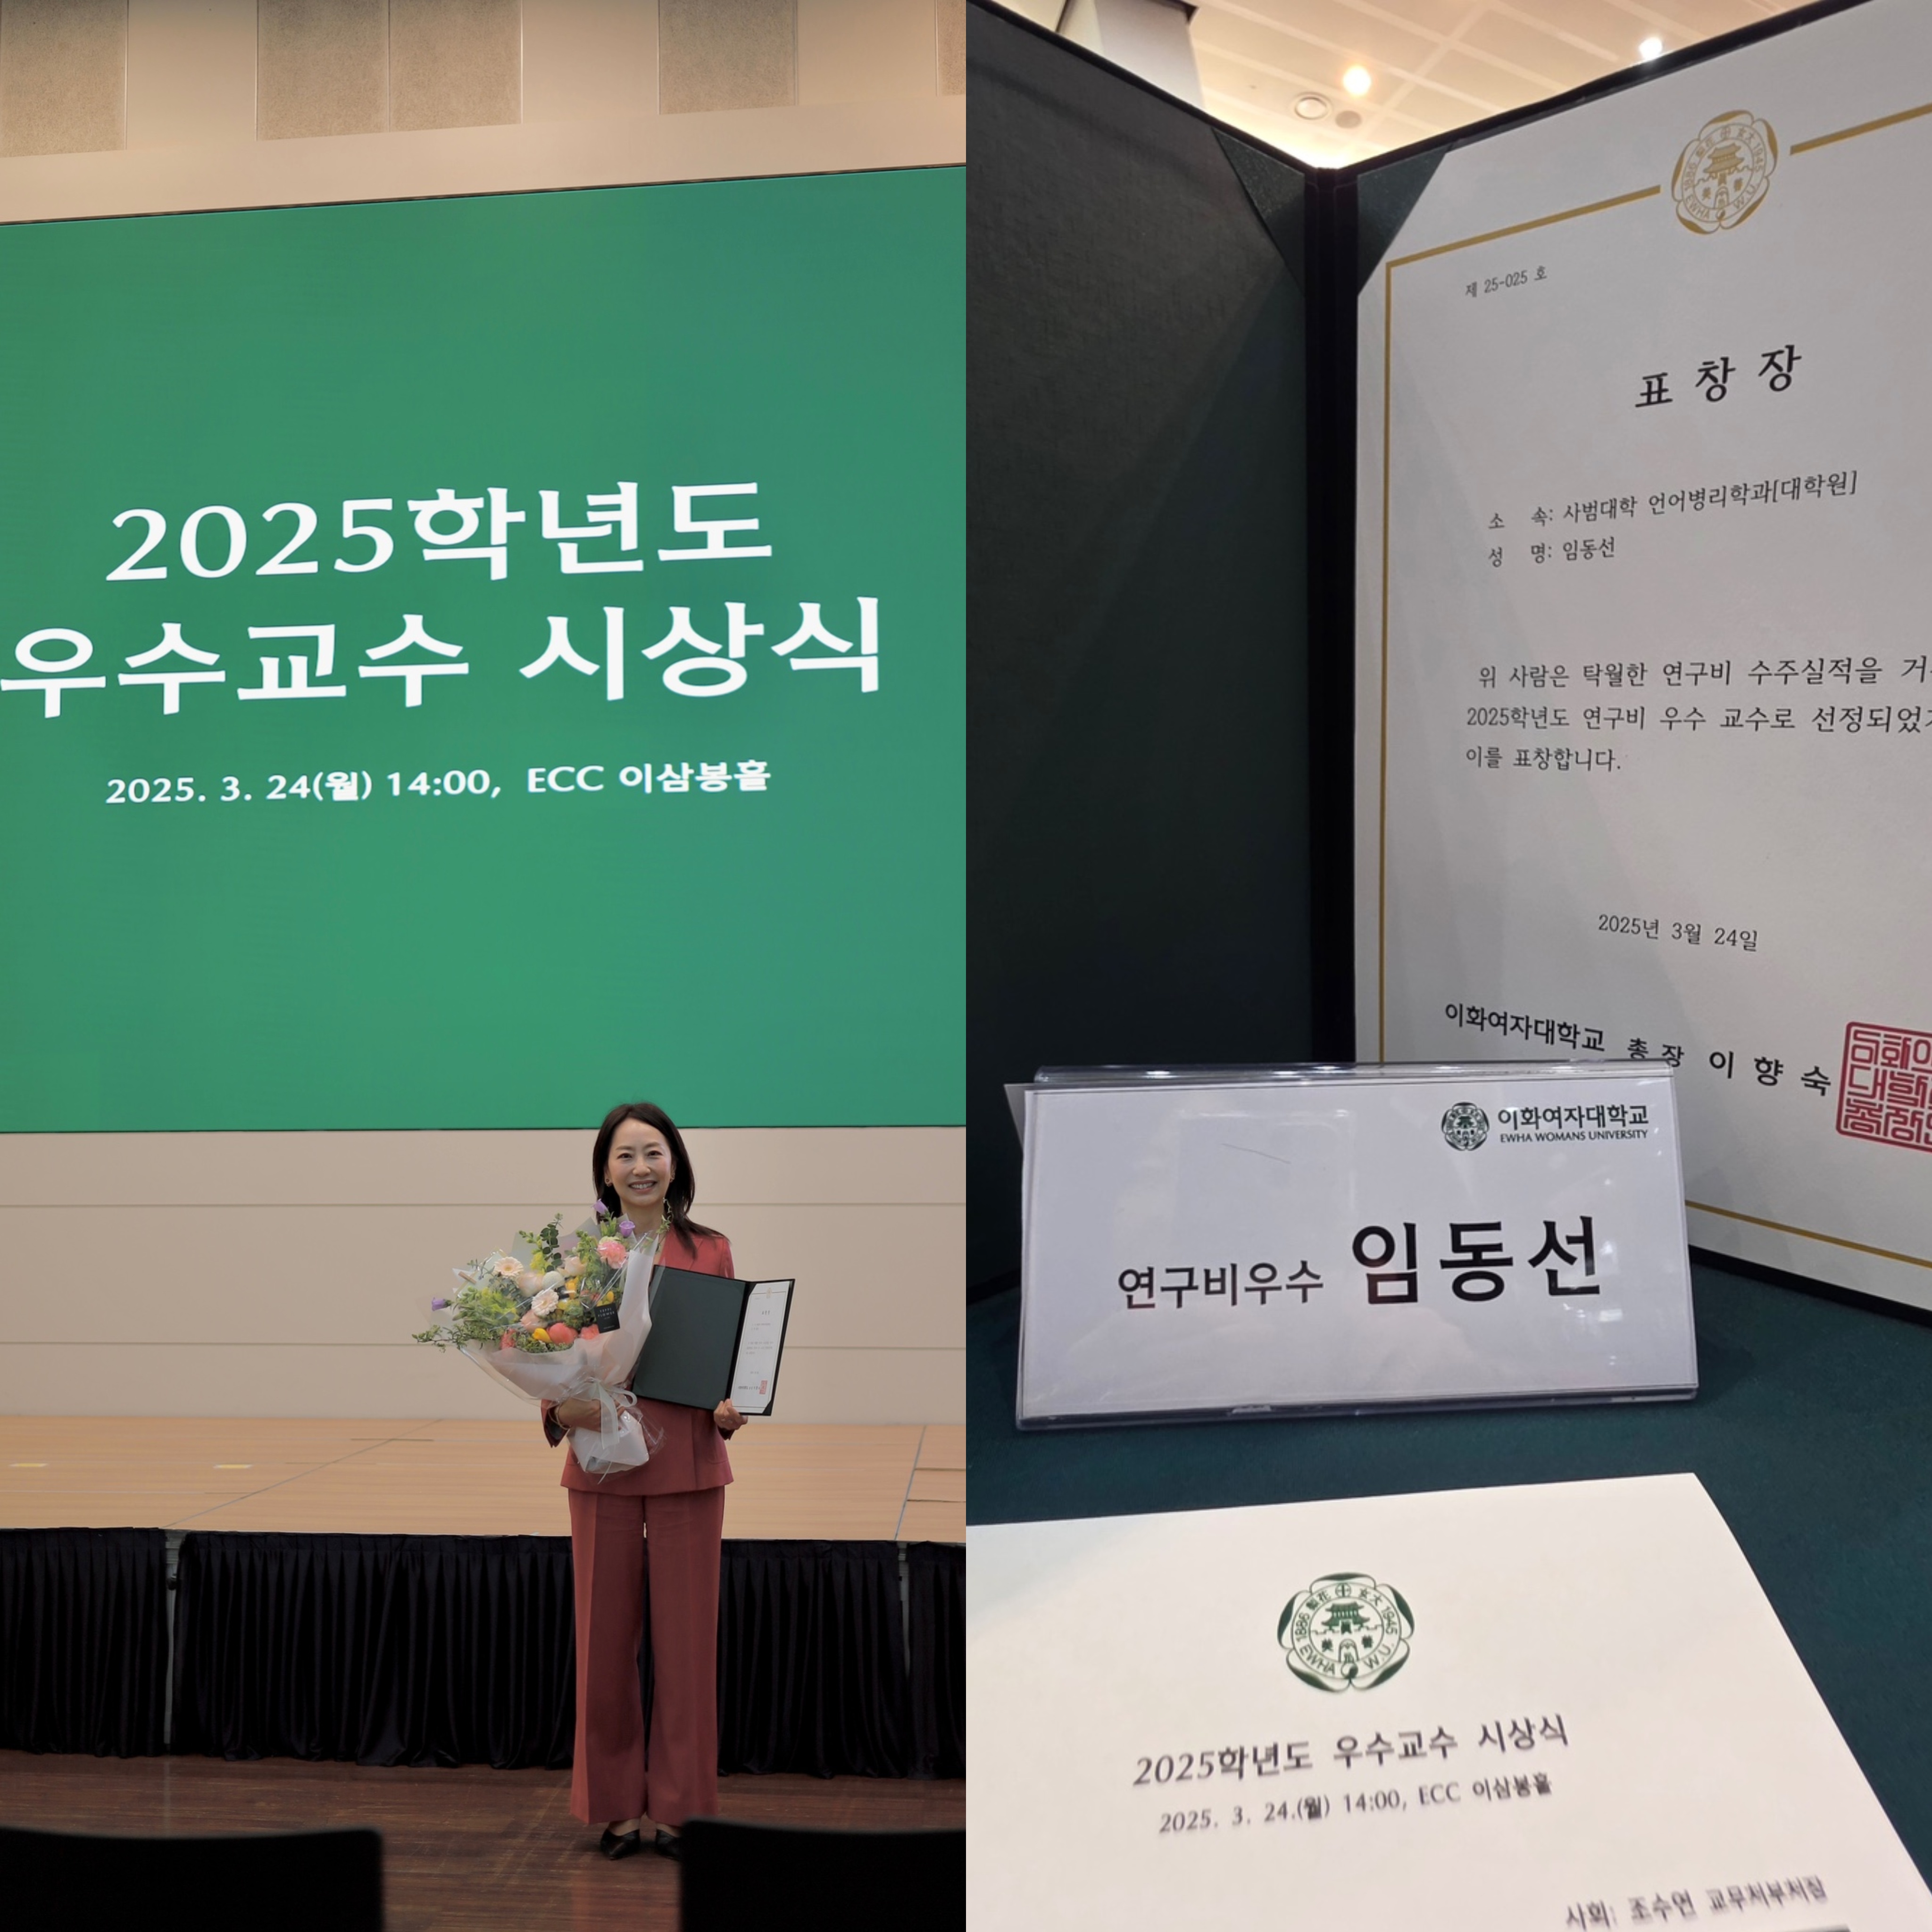 2025학년도
우수교수 시상식
2025. 3. 24(월) 14:00, ECC 이삼봉홀
제 25-025 호
표 창 장
소 속: 사범대학 언어병리학과[대학원]
성 명: 임동선
위 사람은 탁월한 연구비 수주실적을
2025학년도 연구비 우수 교수로
이를 표창합니다.
2025년 3월 24일
이화여자대학교 총장 이 향 숙
이화여자대학교
EWHA WOMANS UNIVERSITY
연구비우수 임동선
1886 梨花 女大 1945
EWHA W.U.
2025학년도 우수교수 시상식
2025. 3. 24.(월) 14:00, ECC 이삼봉홀
사회: 조수연 교무처부처장